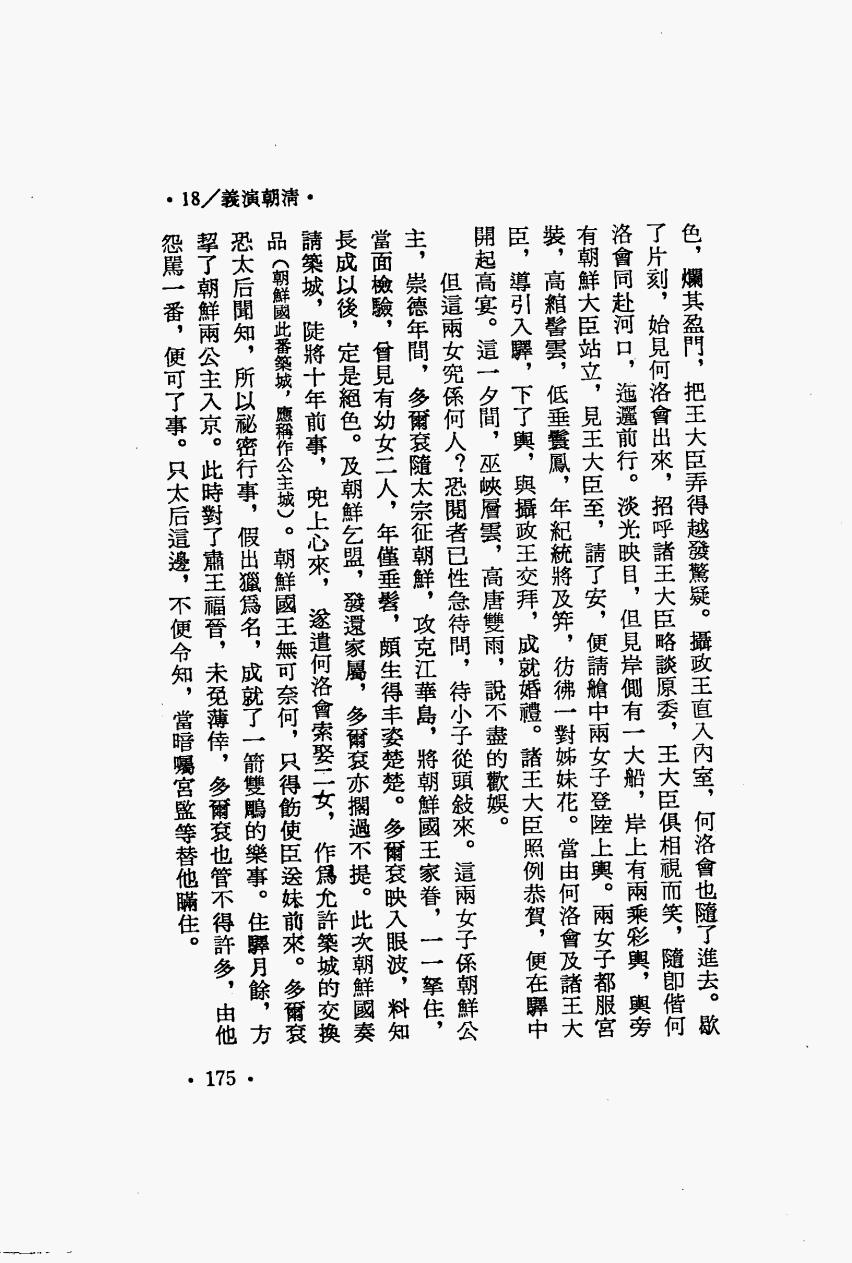 •18／義演朝清•
色，爛其盈門，把王大臣弄得越發驚疑。攝政王直入內室，何洛會也隨了進去。歇
了片刻，始見何洛會出來，招呼諸王大臣略談原委，王大臣俱相視而笑，隨卽偕何
洛會同赴河口，迤邐前行。淡光映目，但見岸側有一大船，岸上有兩乘彩輿，輿旁
有朝鮮大臣站立，見王大臣至，請了安，便請艙中兩女子登陸上輿。兩女子都服宮
裝，高綰髻雲，低垂鬟鳳，年紀統將及笄，彷彿一對姊妹花。當由何洛會及諸王大
臣，導引入驛，下了輿，與攝政王交拜，成就婚禮。諸王大臣照例恭賀，便在驛中
開起高宴。這一夕間，巫峽層雲，高唐雙雨，說不盡的歡娛。
但這兩女究係何人？恐閱者已性急待問，待小子從頭敍來。這兩女子係朝鮮公
主，崇德年間，多爾袞隨太宗征朝鮮，攻克江華島，將朝鮮國王家眷，一一拏住，
當面檢驗，曾見有幼女二人，年僅垂髫，頗生得丰姿楚楚。多爾袞映入眼波，料知
長成以後，定是絕色。及朝鮮乞盟，發還家屬，多爾袞亦擱過不提。此次朝鮮國奏
請築城，陡將十年前事，兜上心來，遂遣何洛會索娶二女，作爲允許築城的交換
品（朝鮮國此番築城，應稱作公主城）。朝鮮國王無可奈何，只得飭使臣送妹前來。多爾袞
恐太后聞知，所以祕密行事，假出獵爲名，成就了一箭雙鵰的樂事。住驛月餘，方
挈了朝鮮兩公主入京。此時對了肅王福晉，未免薄倖，多爾袞也管不得許多，由他
怨罵一番，便可了事。只太后這邊，不便令知，當暗囑宮監等替他瞞住。
•175•